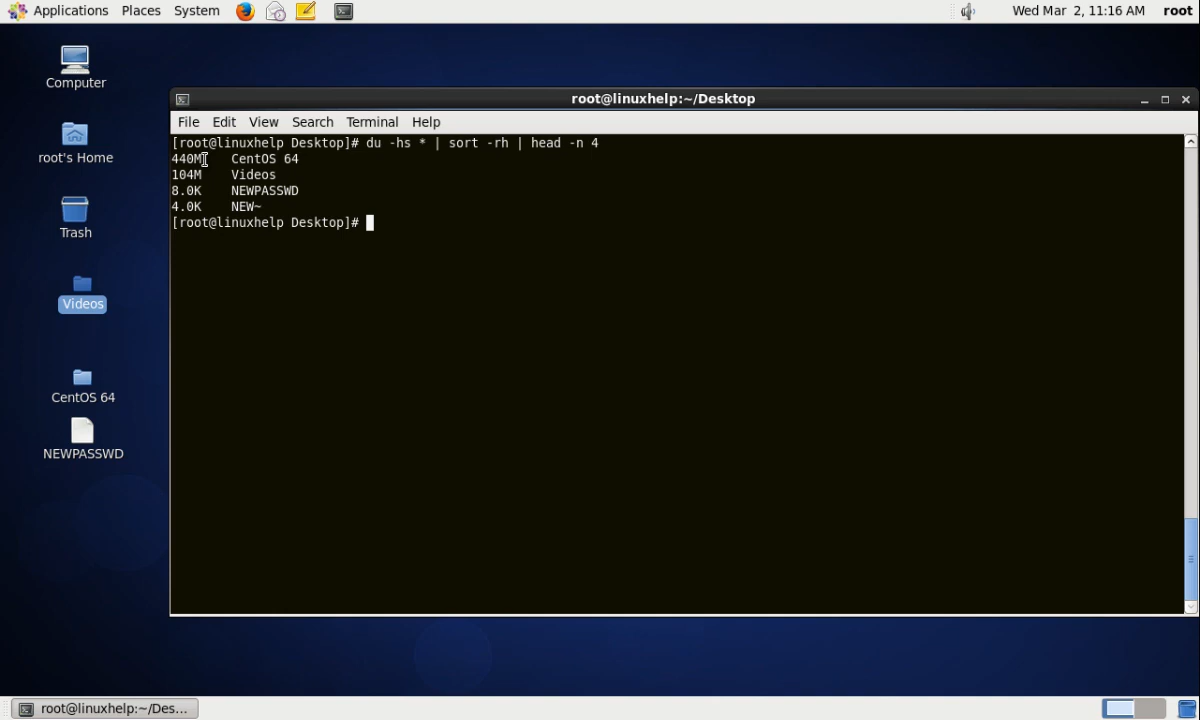 Applications Places System Wed Mar 2, 11:16 AM root
Computer
root's Home
Trash
Videos
CentOS 64
NEWPASSWD
root@linuxhelp:~/Desktop
File Edit View Search Terminal Help
[root@linuxhelp Desktop]# du -hs * | sort -rh | head -n 4
440M CentOS 64
104M Videos
8.0K NEWPASSWD
4.0K NEW~
[root@linuxhelp Desktop]#
root@linuxhelp:~/Des...